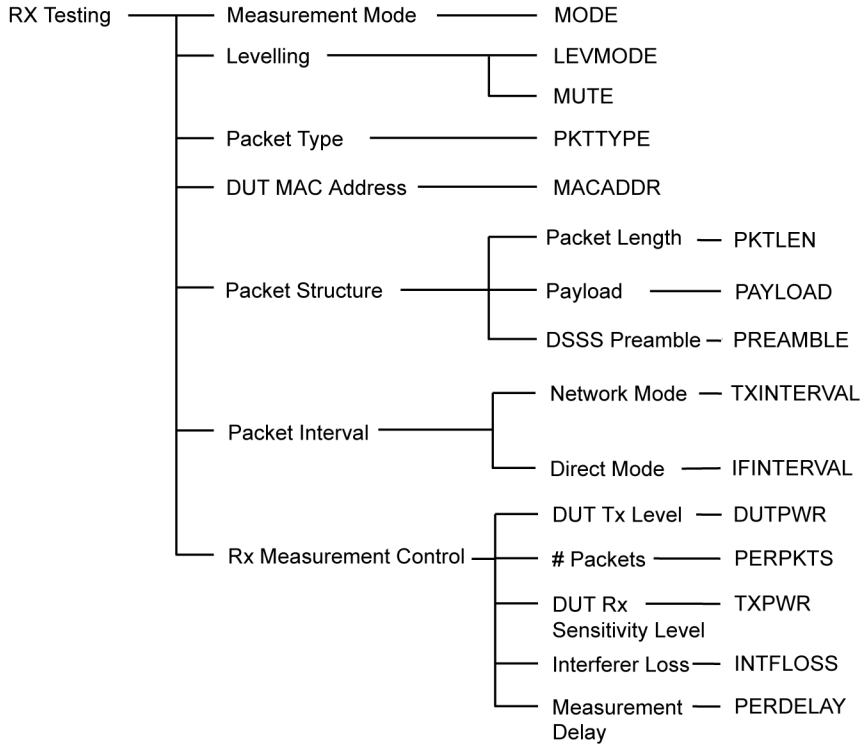 RX Testing
Measurement Mode
MODE
Levelling
LEVMODE
MUTE
Packet Type
PKTTYPE
DUT MAC Address
MACADDR
Packet Structure
Packet Length
PKTLEN
Payload
PAYLOAD
DSSS Preamble
PREAMBLE
Packet Interval
Network Mode
TXINTERVAL
Direct Mode
IFINTERVAL
Rx Measurement Control
DUT Tx Level
DUTPWR
# Packets
PERPKTS
DUT Rx
Sensitivity Level
TXPWR
Interferer Loss
INTFLOSS
Measurement
Delay
PERDELAY